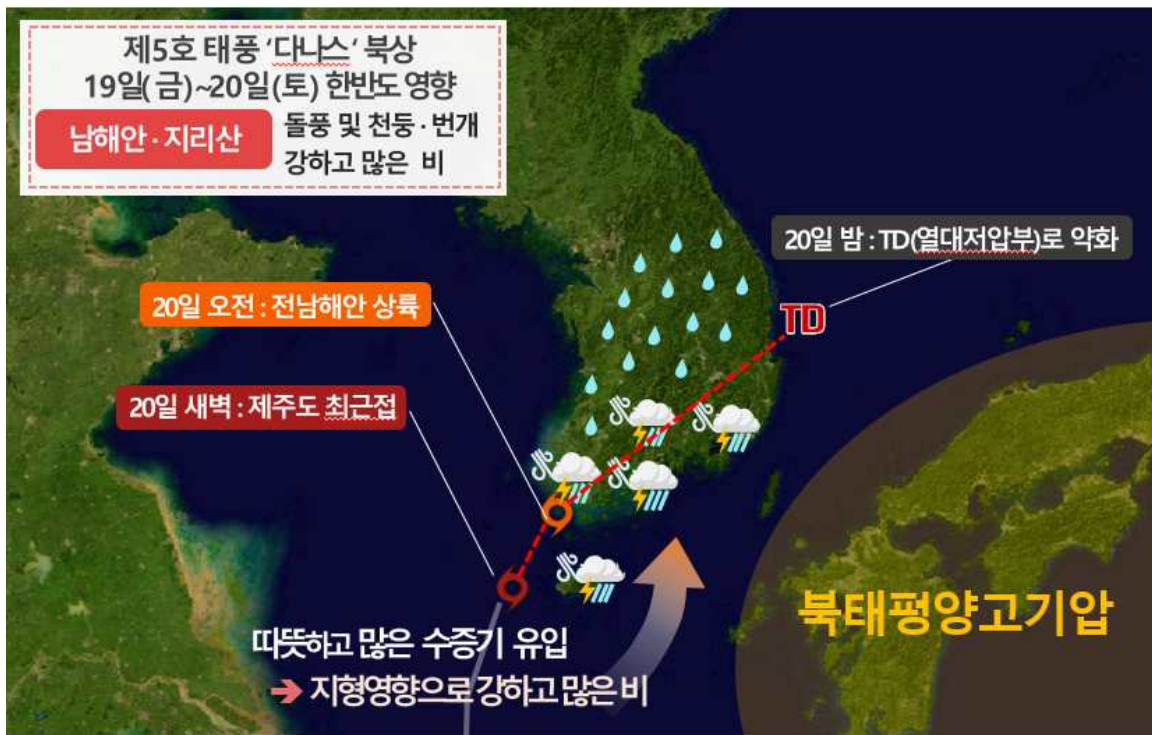 제5호 태풍 '다나스' 북상
19일(금)~20일(토) 한반도 영향
남해안·지리산
돌풍 및 천둥·번개
강하고 많은 비
20일 밤 : TD(열대저압부)로 약화
20일 오전 : 전남해안 상륙
TD
20일 새벽 : 제주도 최근접
북태평양고기압
따뜻하고 많은 수증기 유입
→ 지형영향으로 강하고 많은 비